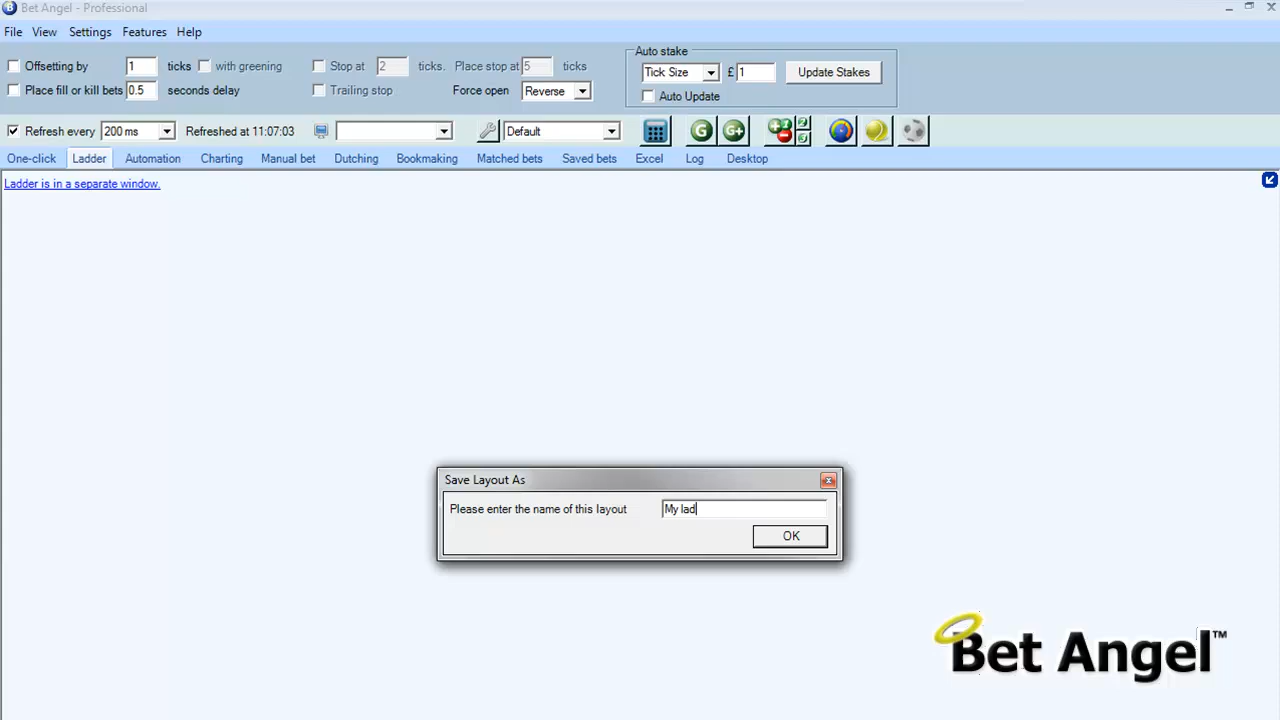 Bet Angel - Professional
File View Settings Features Help
Offsetting by 1 ticks with greening Stop at 2 ticks. Place stop at 5 ticks
Place fill or kill bets 0.5 seconds delay Trailing stop Force open Reverse
Auto stake
Tick Size £ 1 Update Stakes
Auto Update
Refresh every 200 ms Refreshed at 11:07:03 Default G G+
One-click Ladder Automation Charting Manual bet Dutching Bookmaking Matched bets Saved bets Excel Log Desktop
Ladder is in a separate window.
Save Layout As
Please enter the name of this layout My lad
OK
Bet Angel™